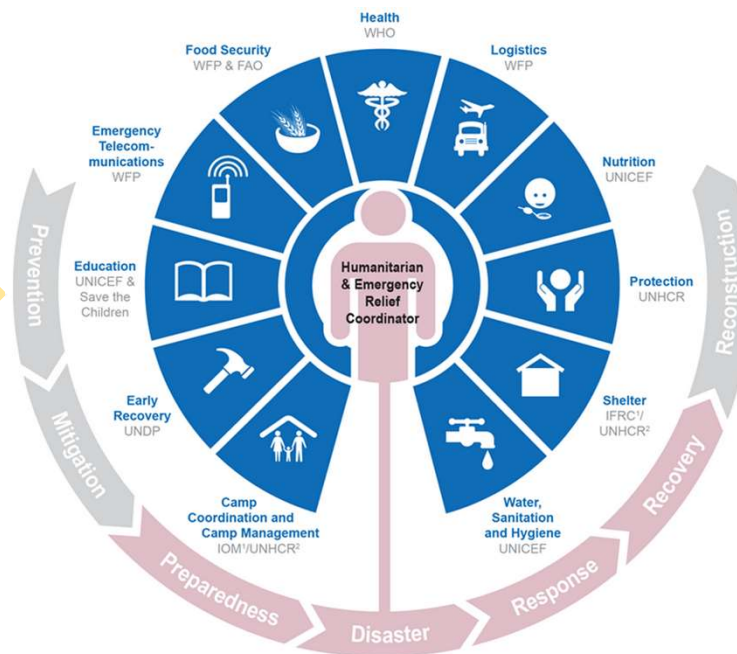 Health
WHO
Food Security
WFP & FAO
Logistics
WFP
Emergency
Telecom-
munications
WFP
Nutrition
UNICEF
Education
UNICEF &
Save the
Children
Humanitarian
& Emergency
Relief
Coordinator
Protection
UNHCR
Early
Recovery
UNDP
Shelter
IFRC¹/
UNHCR²
Camp
Coordination and
Camp Management
IOM¹/UNHCR²
Water,
Sanitation
and Hygiene
UNICEF
Prevention
Mitigation
Preparedness
Disaster
Response
Recovery
Reconstruction